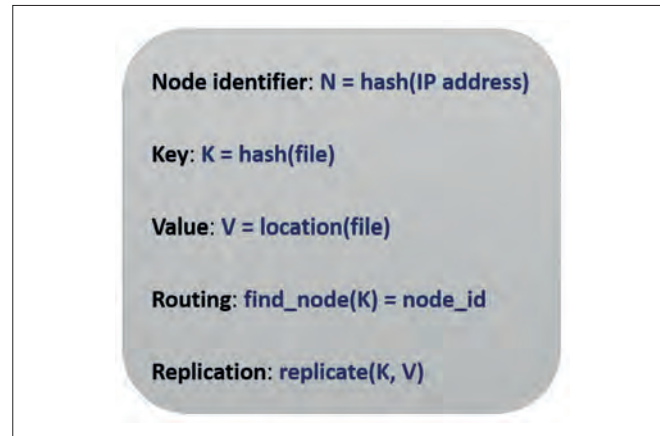 Node identifier: N = hash(IP address)
Key: K = hash(file)
Value: V = location(file)
Routing: find_node(K) = node_id
Replication: replicate(K, V)